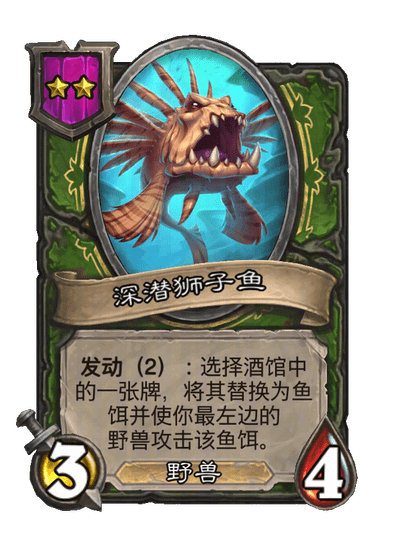 深潜狮子鱼
发动（2）：选择酒馆中
的一张牌，将其替换为鱼
饵并使你最左边的
野兽攻击该鱼饵。
3
野兽
4